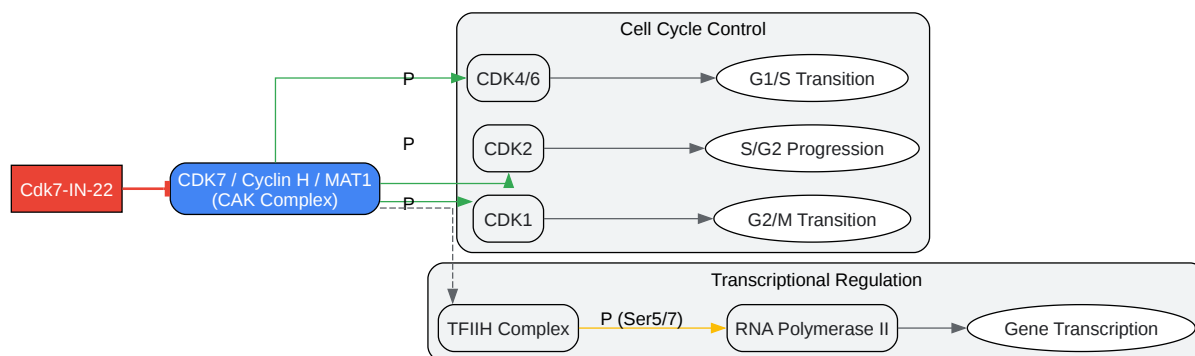 Cell Cycle Control
P
CDK4/6
G1/S Transition
P
CDK2
S/G2 Progression
Cdk7-IN-22
CDK7 / Cyclin H / MAT1
(CAK Complex)
P
CDK1
G2/M Transition
Transcriptional Regulation
TFIIH Complex
P (Ser5/7)
RNA Polymerase II
Gene Transcription